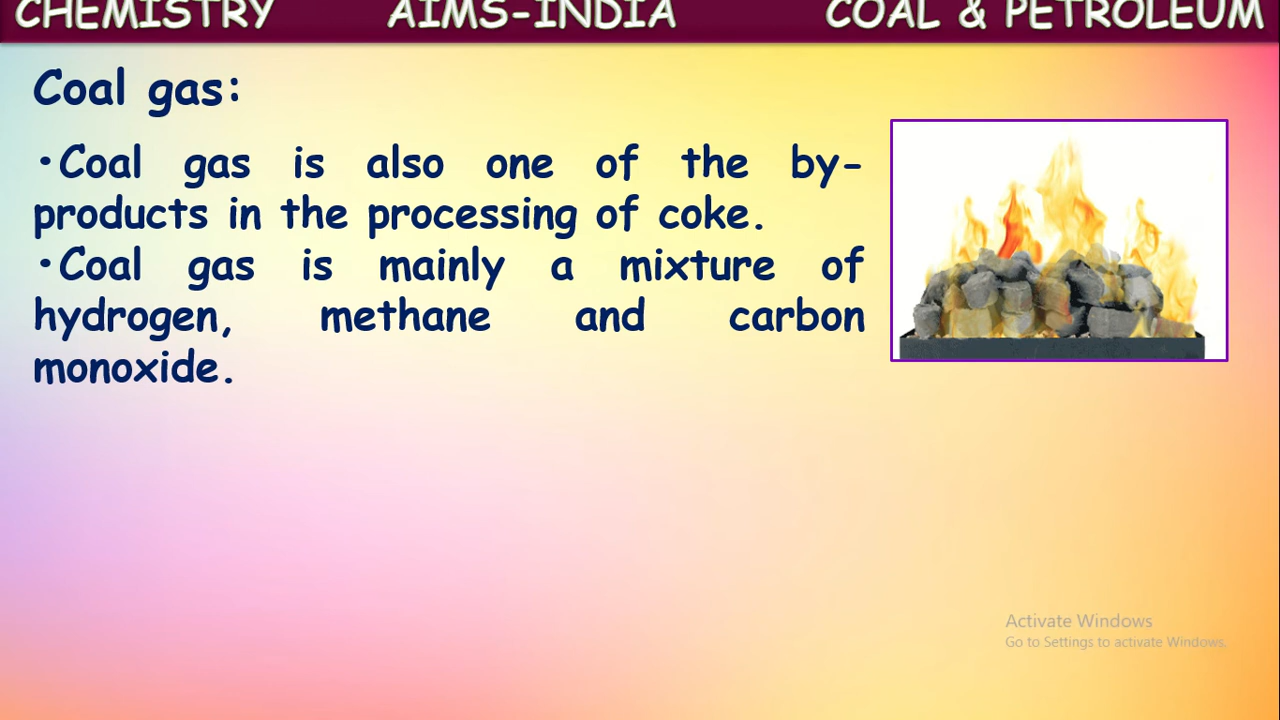 CHEMISTRY AIMS-INDIA COAL & PETROLEUM
Coal gas:
•Coal gas is also one of the by-
products in the processing of coke.
•Coal gas is mainly a mixture of
hydrogen, methane and carbon
monoxide.
Activate Windows
Go to Settings to activate Windows.